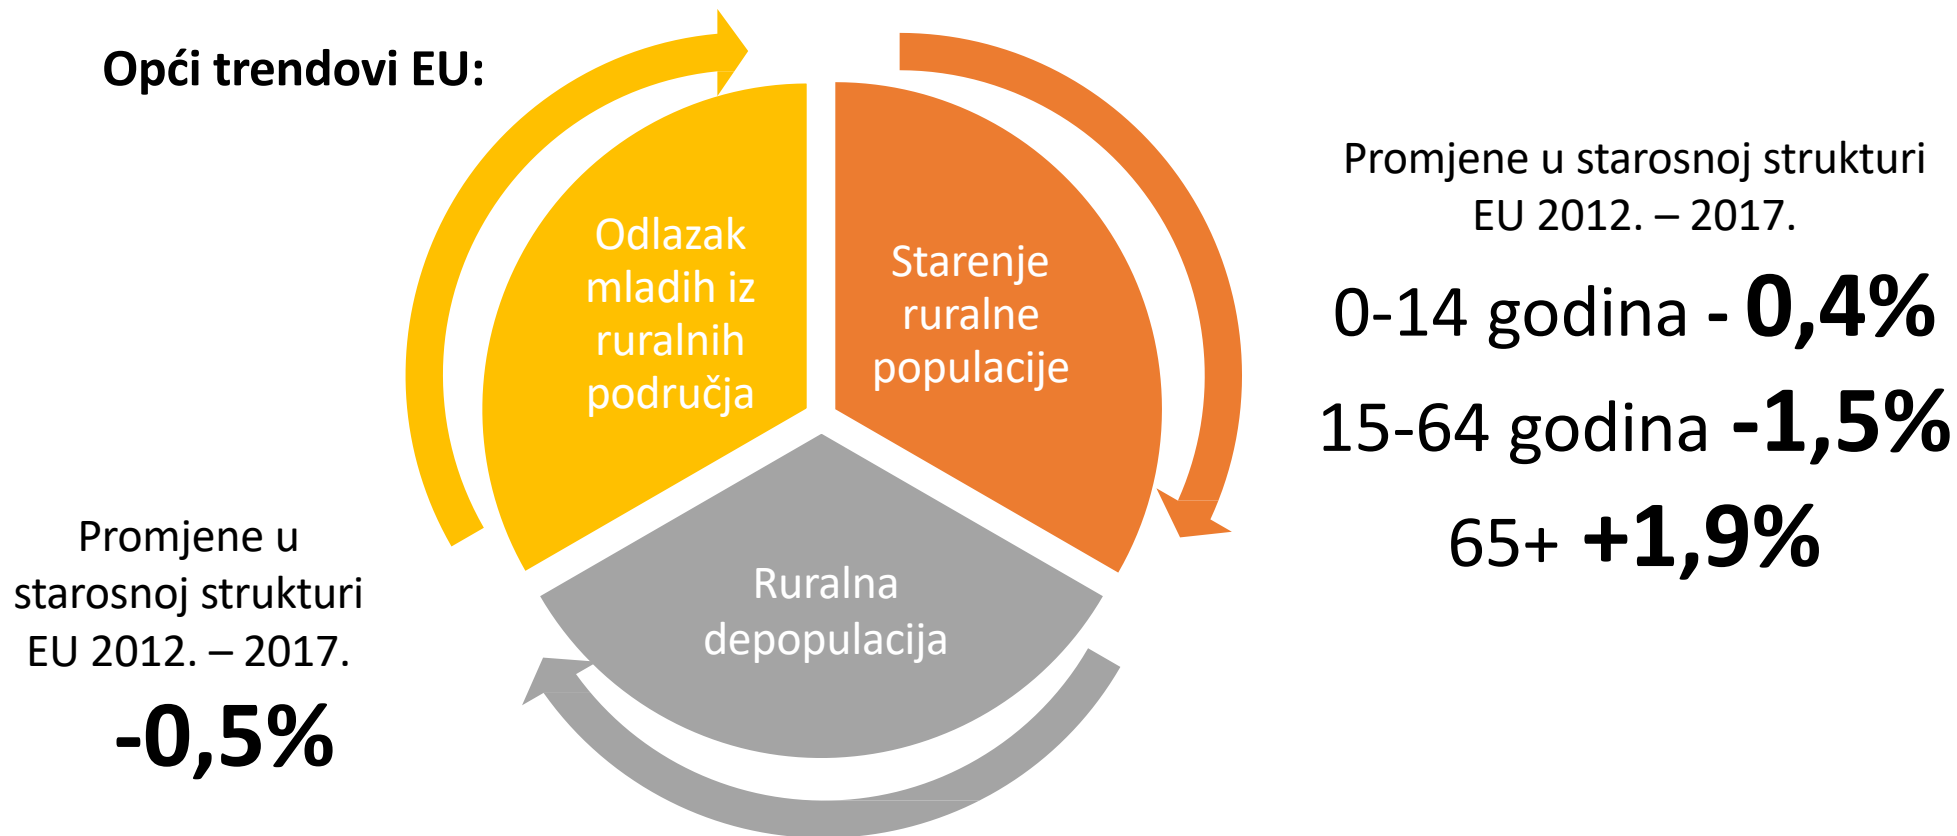 Opći trendovi EU:
Odlazak
mladih iz
ruralnih
područja
Starenje
ruralne
populacije
Ruralna
depopulacija
Promjene u starosnoj strukturi
EU 2012. – 2017.
0-14 godina - 0,4%
15-64 godina -1,5%
65+ +1,9%
Promjene u
starosnoj strukturi
EU 2012. – 2017.
-0,5%